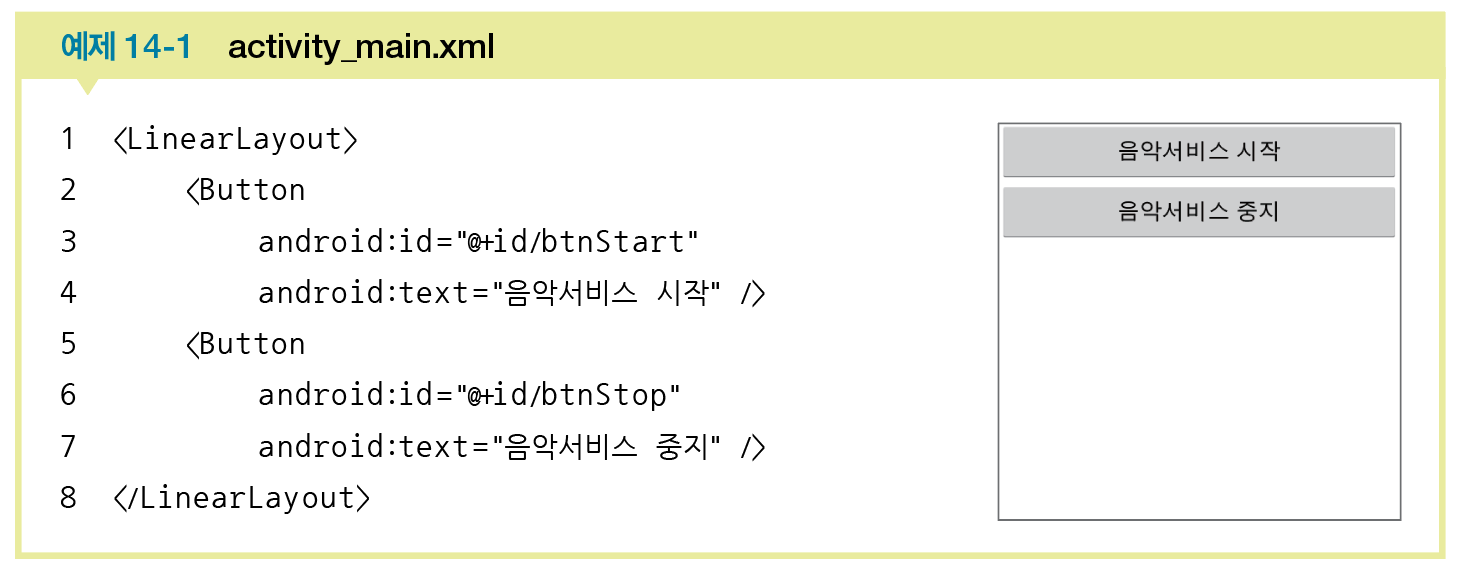 예제 14-1 activity_main.xml
1 <LinearLayout>
2 <Button
3 android:id="@+id/btnStart"
4 android:text="음악서비스 시작" />
5 <Button
6 android:id="@+id/btnStop"
7 android:text="음악서비스 중지" />
8 </LinearLayout>
음악서비스 시작
음악서비스 중지